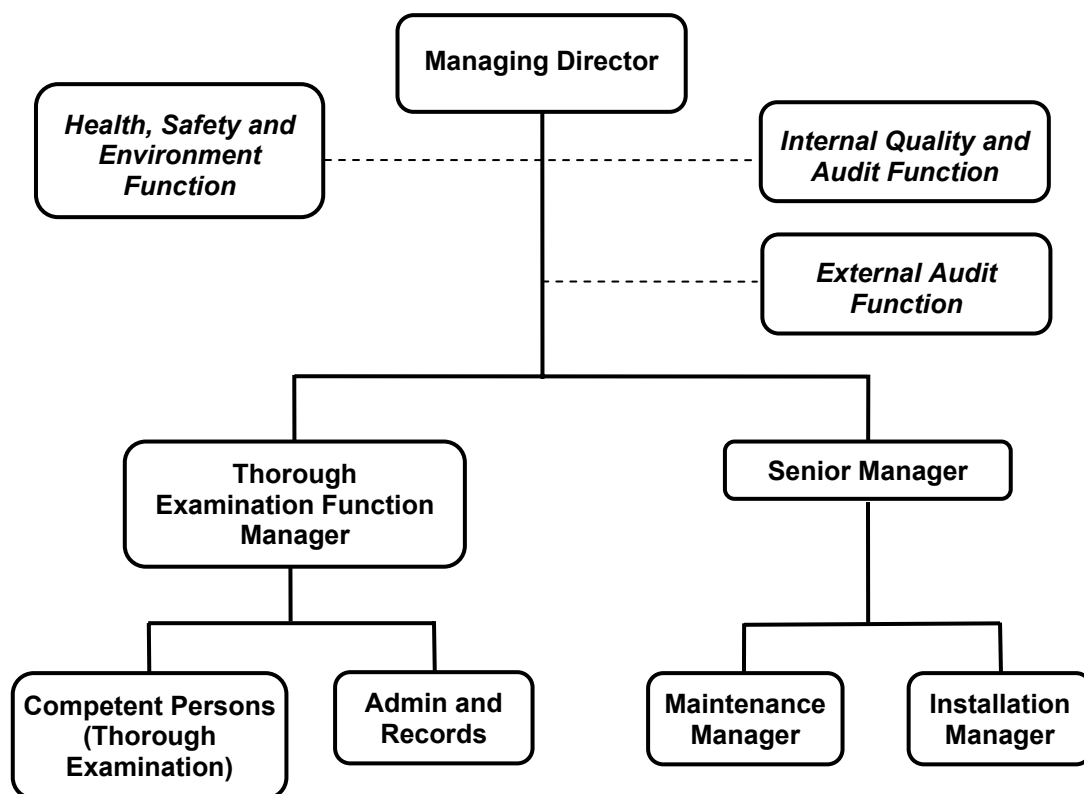 Managing Director
Health, Safety and
Environment
Function
Internal Quality and
Audit Function
External Audit
Function
Thorough
Examination Function
Manager
Senior Manager
Competent Persons
(Thorough
Examination)
Admin and
Records
Maintenance
Manager
Installation
Manager